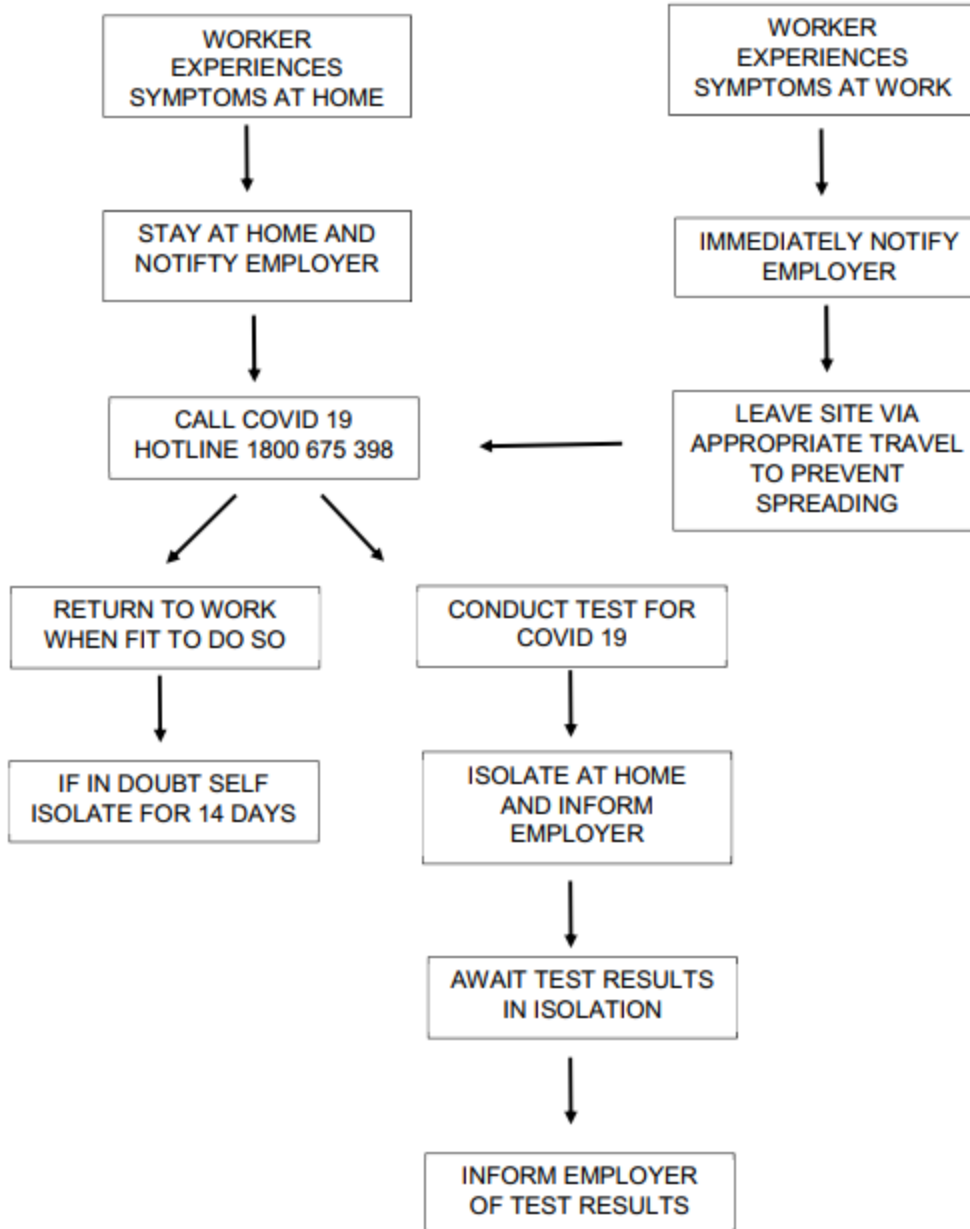 WORKER
EXPERIENCES
SYMPTOMS AT HOME
WORKER
EXPERIENCES
SYMPTOMS AT WORK
STAY AT HOME AND
NOTIFTY EMPLOYER
IMMEDIATELY NOTIFY
EMPLOYER
CALL COVID 19
HOTLINE 1800 675 398
LEAVE SITE VIA
APPROPRIATE TRAVEL
TO PREVENT
SPREADING
RETURN TO WORK
WHEN FIT TO DO SO
CONDUCT TEST FOR
COVID 19
IF IN DOUBT SELF
ISOLATE FOR 14 DAYS
ISOLATE AT HOME
AND INFORM
EMPLOYER
AWAIT TEST RESULTS
IN ISOLATION
INFORM EMPLOYER
OF TEST RESULTS